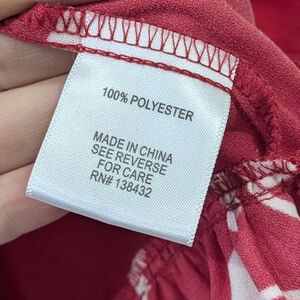 100% POLYESTER
MADE IN CHINA
SEE REVERSE
FOR CARE
RN# 138432